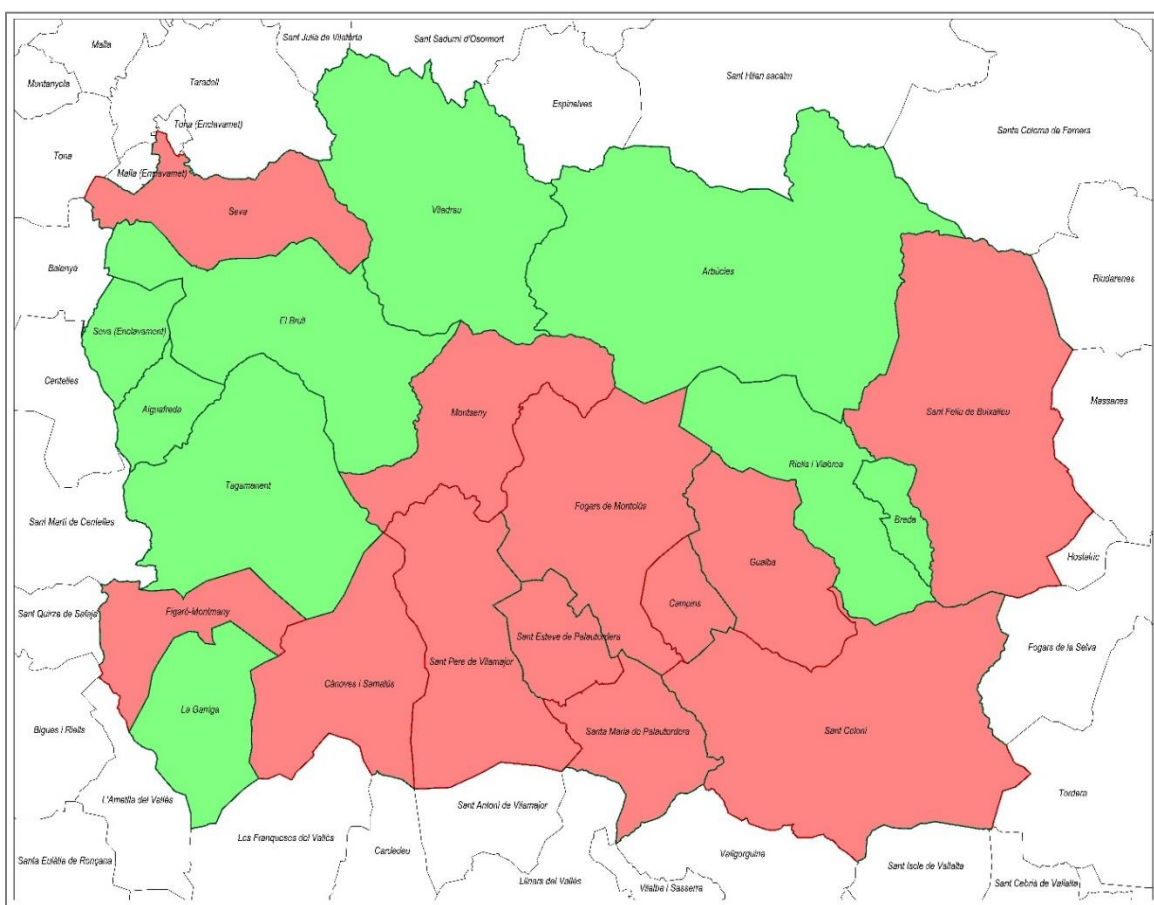 Sant Julià de Vilatorta
Sant Sadurní d'Osormort
Malla
Montanyola
Taradell
Sant Hilari sacalm
Espinelves
Tona (Enclavamet)
Santa Coloma de Farners
Tona
Malla (Enclavamet)
Seva
Viladrau
Balenyà
Arbúcies
Riudarenes
El Brull
Seva (Enclavament)
Centelles
Massanes
Aiguafreda
Montseny
Sant Feliu de Buixalleu
Riells i Viabrea
Tagamanent
Fogars de Montclús
Sant Martí de Centelles
Breda
Hostalric
Gualba
Campins
Sant Quirze de Safaja
Figaró-Montmany
Sant Esteve de Palautordera
Fogars de la Selva
Sant Pere de Vilamajor
Cànoves i Samalús
La Garriga
Bigues i Riells
Santa Maria de Palautordera
Sant Celoni
L'Ametlla del Vallès
Tordera
Sant Antoni de Vilamajor
Les Franqueses del Vallès
Cardedeu
Vallgorguina
Santa Eulàlia de Ronçana
Sant Iscle de Vallalta
Llinars del Vallès
Vilalba i Sasserra
Sant Cebrià de Vallalta